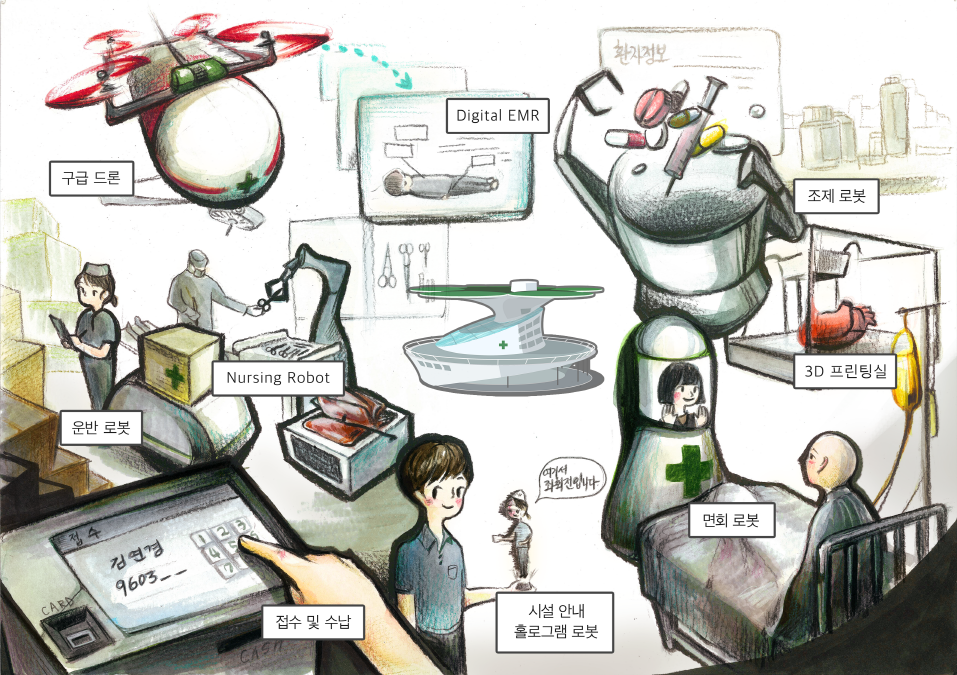 환자정보
Digital EMR
구급 드론
조제 로봇
Nursing Robot
3D 프린팅실
운반 로봇
여기서
좌회전입니다
면회 로봇
접수
김연경
9603__
1 2 3
4
7
CARD
CASH
접수 및 수납
시설 안내
홀로그램 로봇